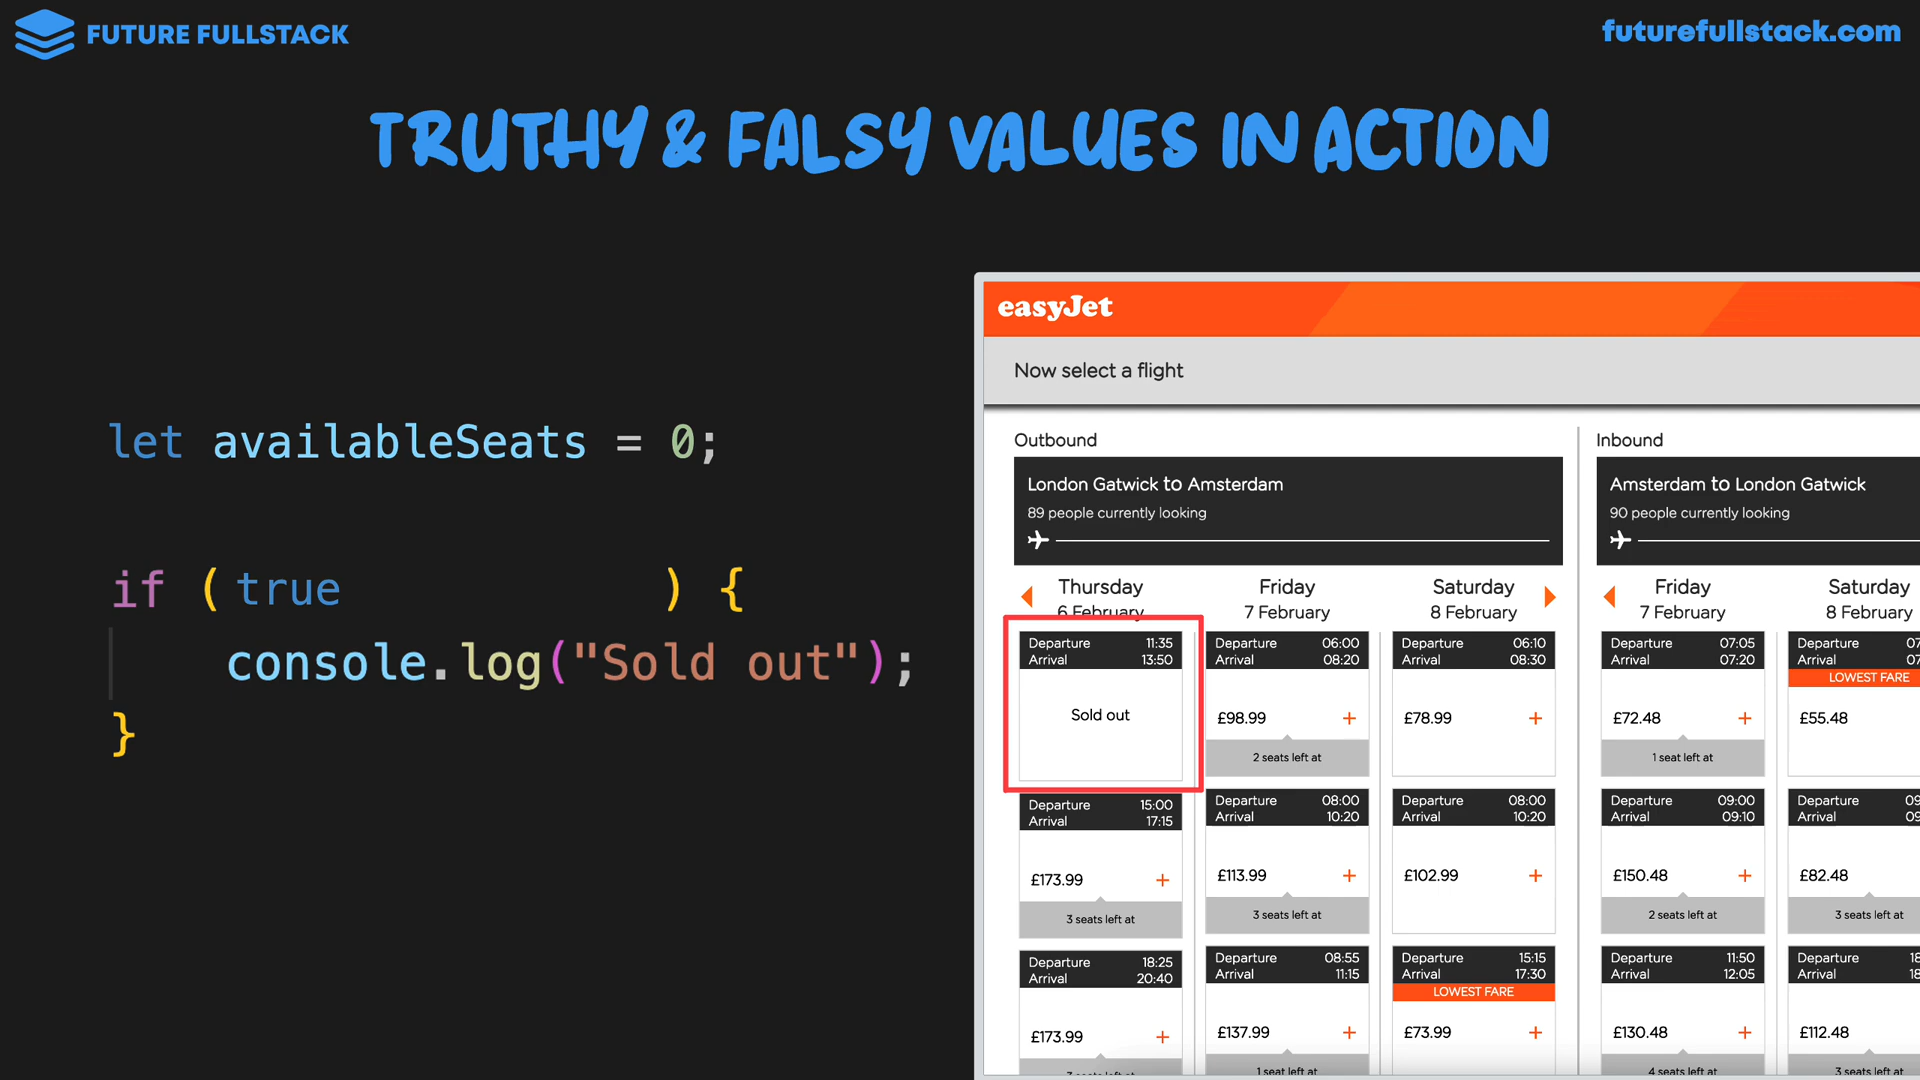 FUTURE FULLSTACK
futurefullstack.com
TRUTHY & FALSY VALUES IN ACTION
let availableSeats = 0;
if ( true ) {
console.log("Sold out");
}
easyJet
Now select a flight
Outbound
London Gatwick to Amsterdam
89 people currently looking
Thursday
6 February
Friday
7 February
Saturday
8 February
Departure 11:35
Arrival 13:50
Sold out
Departure 15:00
Arrival 17:15
£173.99 +
3 seats left at
Departure 18:25
Arrival 20:40
£173.99 +
Departure 06:00
Arrival 08:20
£98.99 +
2 seats left at
Departure 08:00
Arrival 10:20
£113.99 +
3 seats left at
Departure 08:55
Arrival 11:15
£137.99 +
1 seat left at
Departure 06:10
Arrival 08:30
£78.99 +
Departure 08:00
Arrival 10:20
£102.99 +
Departure 15:15
Arrival 17:30
LOWEST FARE
£73.99 +
Inbound
Amsterdam to London Gatwick
90 people currently looking
Friday
7 February
Saturday
8 February
Departure 07:05
Arrival 07:20
£72.48 +
1 seat left at
Departure 09:00
Arrival 09:10
£150.48 +
2 seats left at
Departure 11:50
Arrival 12:05
£130.48 +
4 seats left at
Departure 07
Arrival 07
LOWEST FARE
£55.48
Departure 09
Arrival 09
£82.48
3 seats left at
Departure 18
Arrival 18
£112.48
3 seats left at